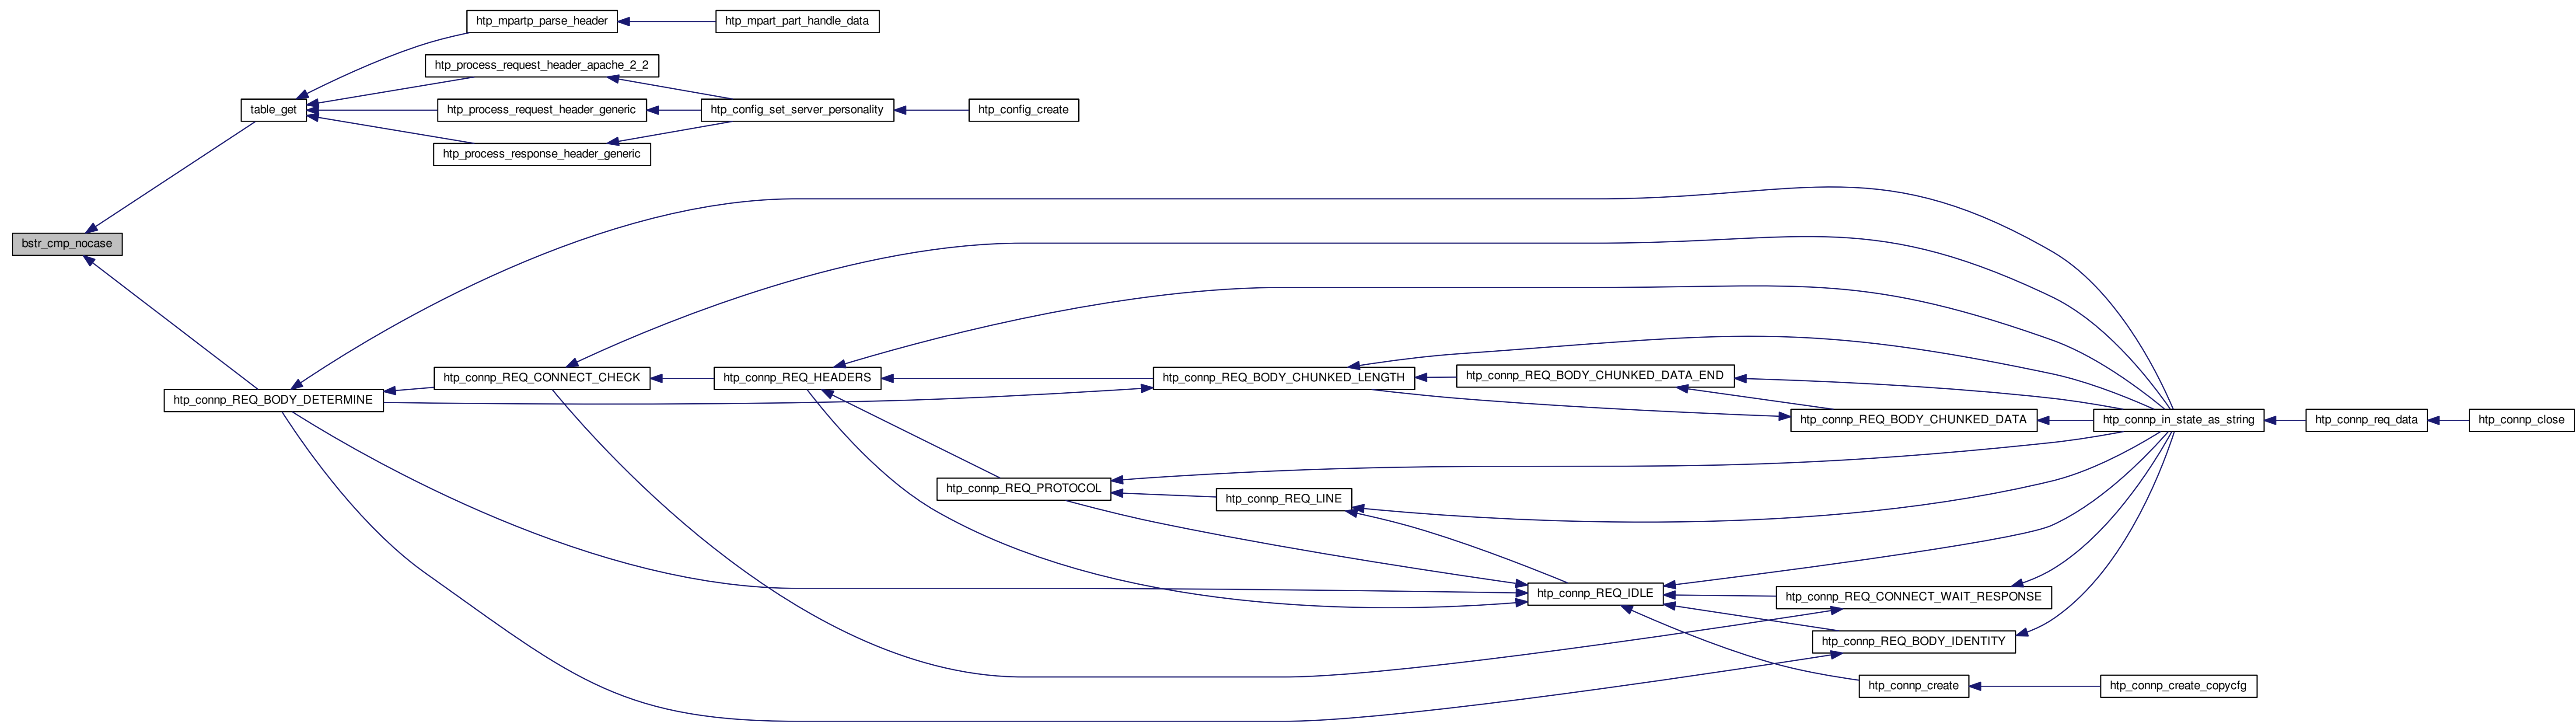 htp_mpartp_parse_header
htp_mpart_part_handle_data
htp_process_request_header_apache_2_2
table_get
htp_process_request_header_generic
htp_config_set_server_personality
htp_config_create
htp_process_response_header_generic
bstr_cmp_nocase
htp_connp_REQ_BODY_DETERMINE
htp_connp_REQ_CONNECT_CHECK
htp_connp_REQ_HEADERS
htp_connp_REQ_BODY_CHUNKED_LENGTH
htp_connp_REQ_BODY_CHUNKED_DATA_END
htp_connp_REQ_BODY_CHUNKED_DATA
htp_connp_in_state_as_string
htp_connp_req_data
htp_connp_close
htp_connp_REQ_PROTOCOL
htp_connp_REQ_LINE
htp_connp_REQ_IDLE
htp_connp_REQ_CONNECT_WAIT_RESPONSE
htp_connp_REQ_BODY_IDENTITY
htp_connp_create
htp_connp_create_copycfg